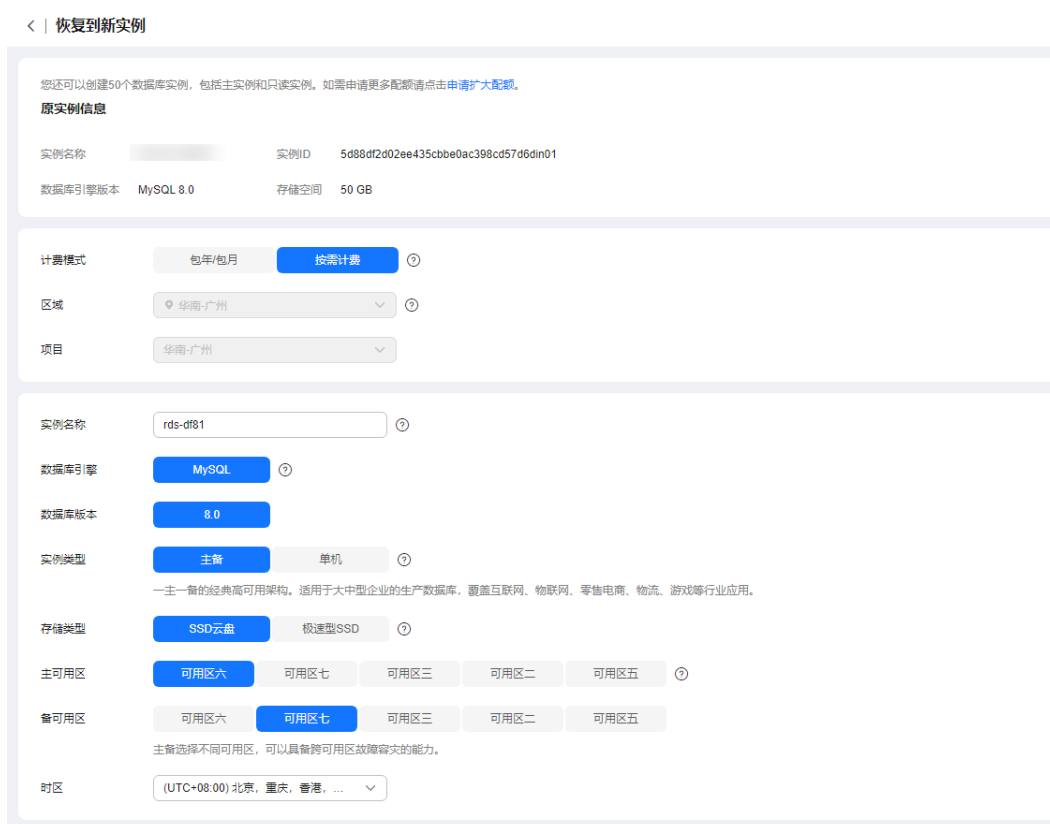 恢复到新实例
您还可以创建50个数据库实例，包括主实例和只读实例。如需申请更多配额请点击申请扩大配额。
原实例信息
实例名称 实例ID 5d88df2d02ee435cbbe0ac398cd57d6din01
数据库引擎版本 MySQL 8.0 存储空间 50 GB
计费模式 包年/包月 按需计费
区域 华南-广州
项目 华南-广州
实例名称 rds-df81
数据库引擎 MySQL
数据库版本 8.0
实例类型 主备 单机
一主一备的经典高可用架构。适用于大中型企业的生产数据库，覆盖互联网、物联网、零售电商、物流、游戏等行业应用。
存储类型 SSD云盘 极速型SSD
主可用区 可用区六 可用区七 可用区三 可用区二 可用区五
备可用区 可用区六 可用区七 可用区三 可用区二 可用区五
主备选择不同可用区，可以具备跨可用区故障容灾的能力。
时区 (UTC+08:00) 北京，重庆，香港，...